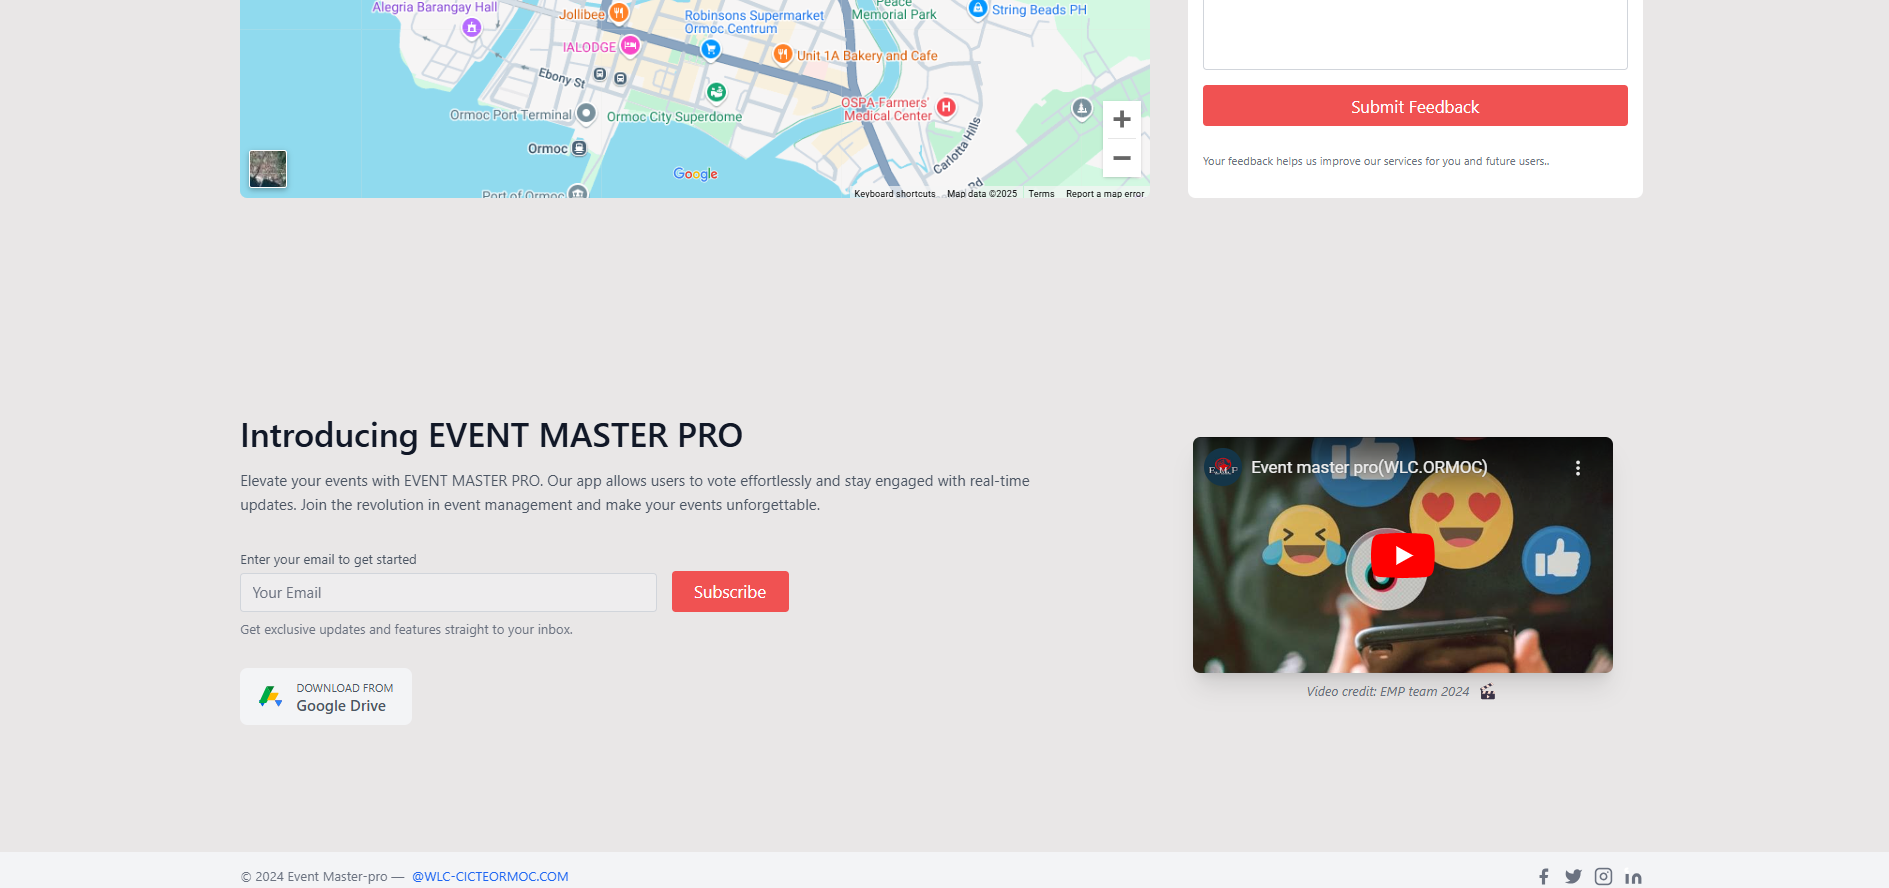 Alegria Barangay Hall
Jollibee
Robinsons Supermarket
Ormoc Centrum
Peace
Memorial Park
String Beads PH
IALODGE
Unit 1A Bakery and Cafe
Ebony St
OSPA-Farmers'
Medical Center
Ormoc Port Terminal
Ormoc City Superdome
Carlotta Hills
Ormoc
Google
Port of Ormoc
Rd
Keyboard shortcuts
Map data ©2025
Terms
Report a map error
Submit Feedback
Your feedback helps us improve our services for you and future users..
Introducing EVENT MASTER PRO
Elevate your events with EVENT MASTER PRO. Our app allows users to vote effortlessly and stay engaged with real-time
updates. Join the revolution in event management and make your events unforgettable.
Enter your email to get started
Your Email
Subscribe
Get exclusive updates and features straight to your inbox.
DOWNLOAD FROM
Google Drive
Event master pro(WLC.ORMOC)
Video credit: EMP team 2024
© 2024 Event Master-pro — @WLC-CICTEORMOC.COM